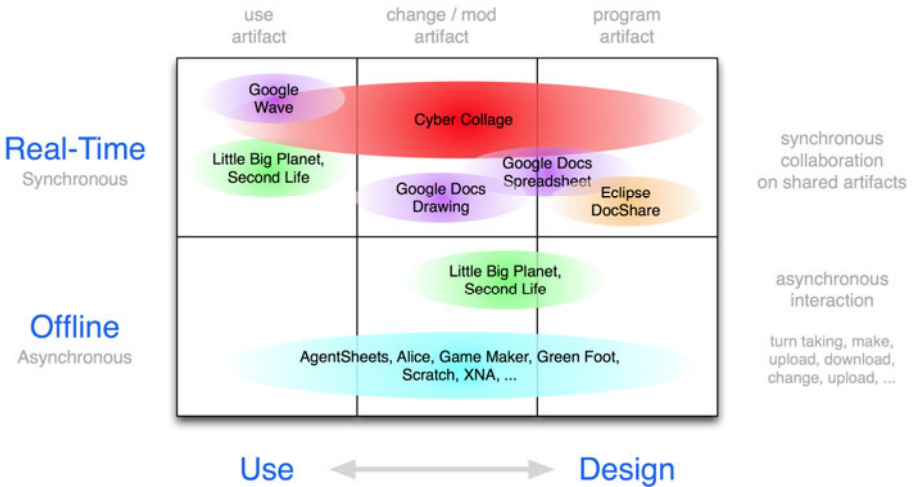 use
artifact
change / mod
artifact
program
artifact
Real-Time
Synchronous
Google
Wave
Cyber Collage
Little Big Planet,
Second Life
Google Docs
Drawing
Google Docs
Spreadsheet
Eclipse
DocShare
synchronous
collaboration
on shared artifacts
Offline
Asynchronous
Little Big Planet,
Second Life
AgentSheets, Alice, Game Maker, Green Foot,
Scratch, XNA, ...
asynchronous
interaction
turn taking, make,
upload, download,
change, upload, ...
Use
Design